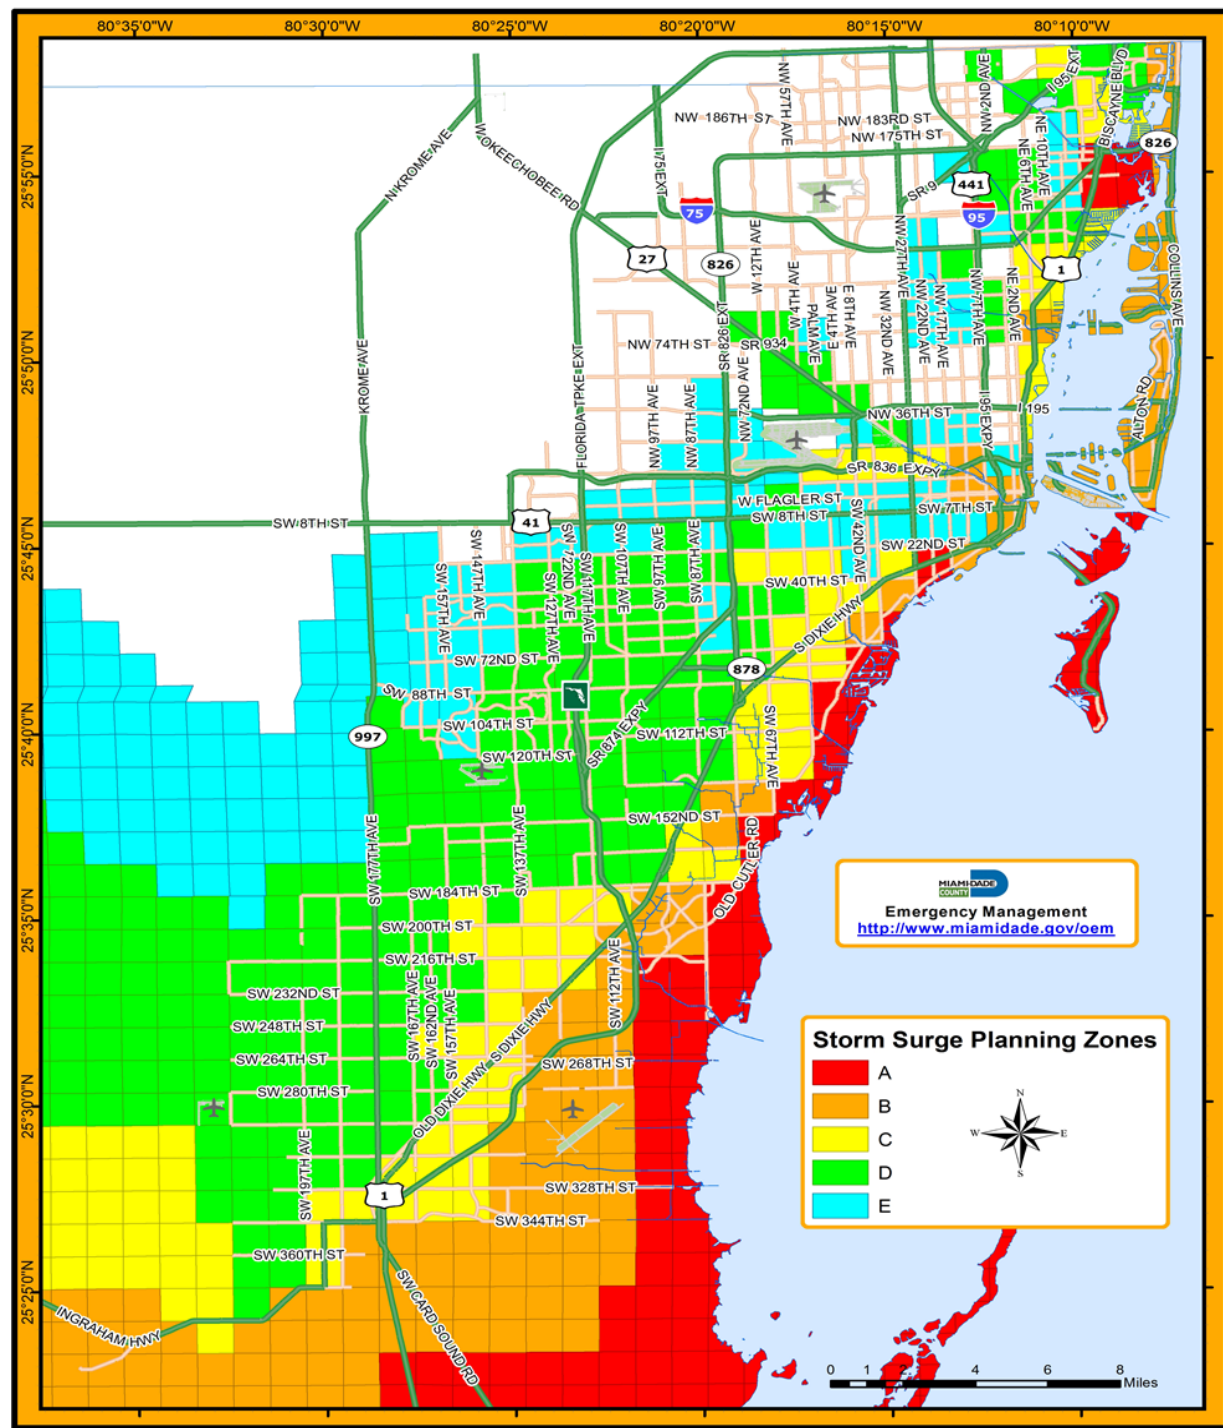 80°35'0"W 80°30'0"W 80°25'0"W 80°20'0"W 80°15'0"W 80°10'0"W
25°55'0"N
25°50'0"N
25°45'0"N
25°40'0"N
25°35'0"N
25°30'0"N
25°25'0"N
N KROME AVE
W OKEECHOBEE RD
I 75 EXT
NW 57TH AVE
NW 186TH ST
NW 183RD ST
NW 175TH ST
NW 2ND AVE
I 95 EXT
BISCAYNE BLVD
NE 10TH AVE
NE 6TH AVE
826
SR 9
441
75
95
27
826
1
W 12TH AVE
W 4TH AVE
PALM AVE
E 4TH AVE
E 8TH AVE
NW 32ND AVE
NW 27TH AVE
NW 22ND AVE
NW 17TH AVE
NW 7TH AVE
NE 2ND AVE
COLLINS AVE
KROME AVE
FLORIDA TPKE EXT
SR 826 EXT
NW 74TH ST
SR 934
NW 72ND AVE
NW 97TH AVE
NW 87TH AVE
NW 36TH ST
I 195
I 95 EXPY
ALTON RD
SR 836 EXPY
W FLAGLER ST
SW 8TH ST
41
SW 8TH ST
SW 7TH ST
SW 22ND ST
SW 42ND AVE
SW 40TH ST
SW 157TH AVE
SW 147TH AVE
SW 127TH AVE
SW 722ND AVE
SW 117TH AVE
SW 107TH AVE
SW 97TH AVE
SW 87TH AVE
S DIXIE HWY
SW 72ND ST
878
SW 88TH ST
SW 104TH ST
SR 874 EXPY
SW 112TH ST
SW 67TH AVE
997
SW 120TH ST
SW 177TH AVE
SW 137TH AVE
SW 152ND ST
OLD CUTLER RD
SW 184TH ST
SW 200TH ST
SW 216TH ST
SW 112TH AVE
SW 232ND ST
SW 248TH ST
SW 264TH ST
SW 280TH ST
SW 167TH AVE
SW 162ND AVE
SW 157TH AVE
S DIXIE HWY
OLD DIXIE HWY
SW 268TH ST
SW 197TH AVE
1
SW 328TH ST
SW 344TH ST
SW 360TH ST
INGRAHAM HWY
SW CARD SOUND RD
MIAMI-DADE
COUNTY
Emergency Management
http://www.miamidade.gov/oem
Storm Surge Planning Zones
A
B
C
D
E
N
W E
S
0 1 2 4 6 8
Miles